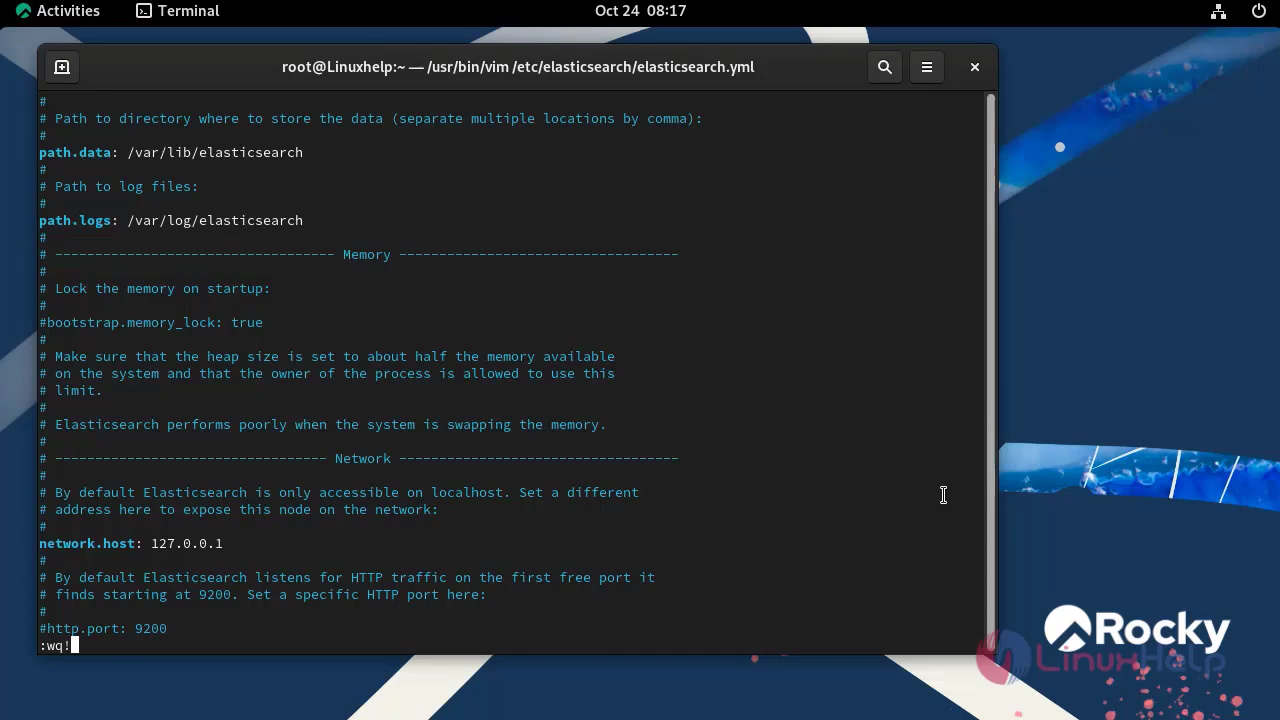 Activities
Terminal
Oct 24 08:17
root@Linuxhelp:~ — /usr/bin/vim /etc/elasticsearch/elasticsearch.yml
#
# Path to directory where to store the data (separate multiple locations by comma):
#
path.data: /var/lib/elasticsearch
#
# Path to log files:
#
path.logs: /var/log/elasticsearch
#
# ----------------------------------- Memory -----------------------------------
#
# Lock the memory on startup:
#
#bootstrap.memory_lock: true
#
# Make sure that the heap size is set to about half the memory available
# on the system and that the owner of the process is allowed to use this
# limit.
#
# Elasticsearch performs poorly when the system is swapping the memory.
#
# ---------------------------------- Network -----------------------------------
#
# By default Elasticsearch is only accessible on localhost. Set a different
# address here to expose this node on the network:
#
network.host: 127.0.0.1
#
# By default Elasticsearch listens for HTTP traffic on the first free port it
# finds starting at 9200. Set a specific HTTP port here:
#
#http.port: 9200
:wq!
Rocky
LinuxHelp